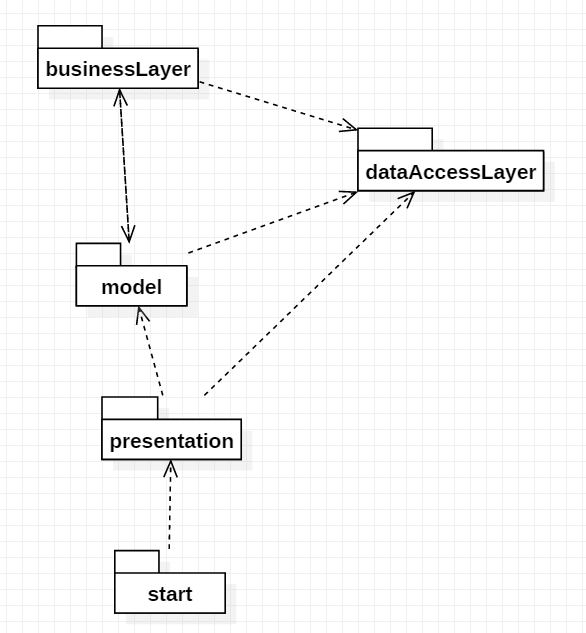 businessLayer
dataAccessLayer
model
presentation
start